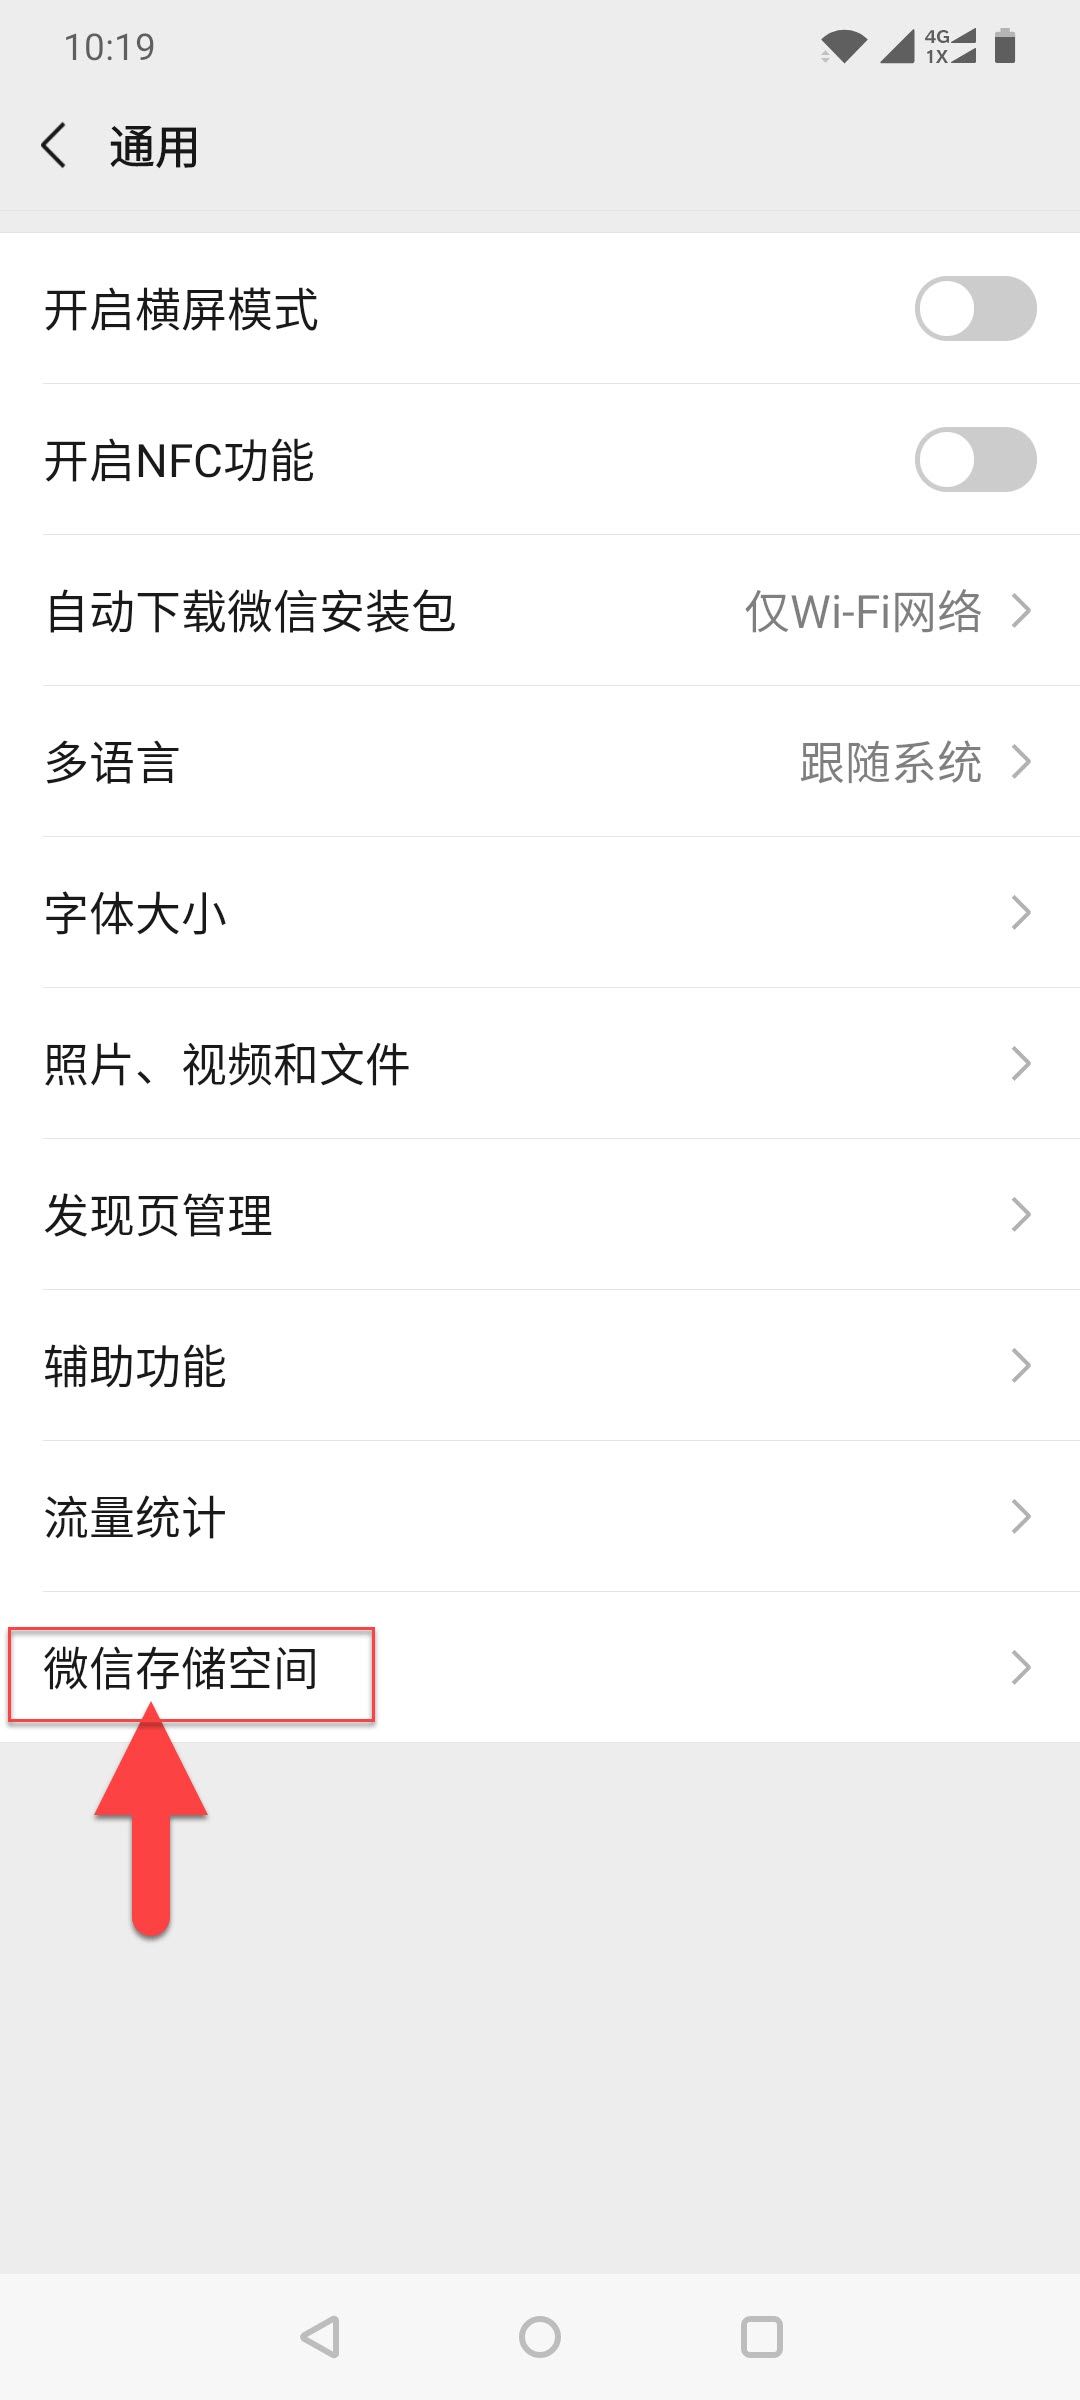 10:19
4G
1X
通用
开启横屏模式
开启NFC功能
自动下载微信安装包 仅Wi-Fi网络
多语言 跟随系统
字体大小
照片、视频和文件
发现页管理
辅助功能
流量统计
微信存储空间